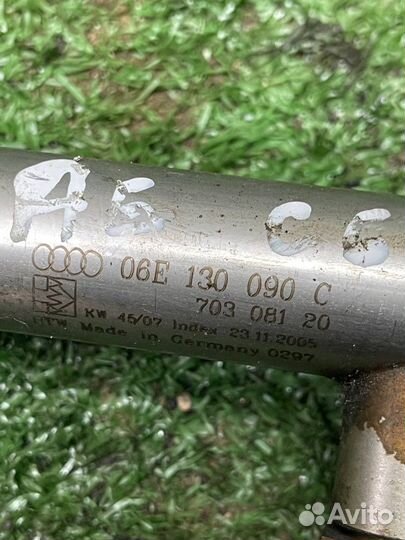 A6 C6
06E 130 090 C
703 081 20
KW 45/07 Index 23.11.2005
HTW Made in Germany 0297
Avito